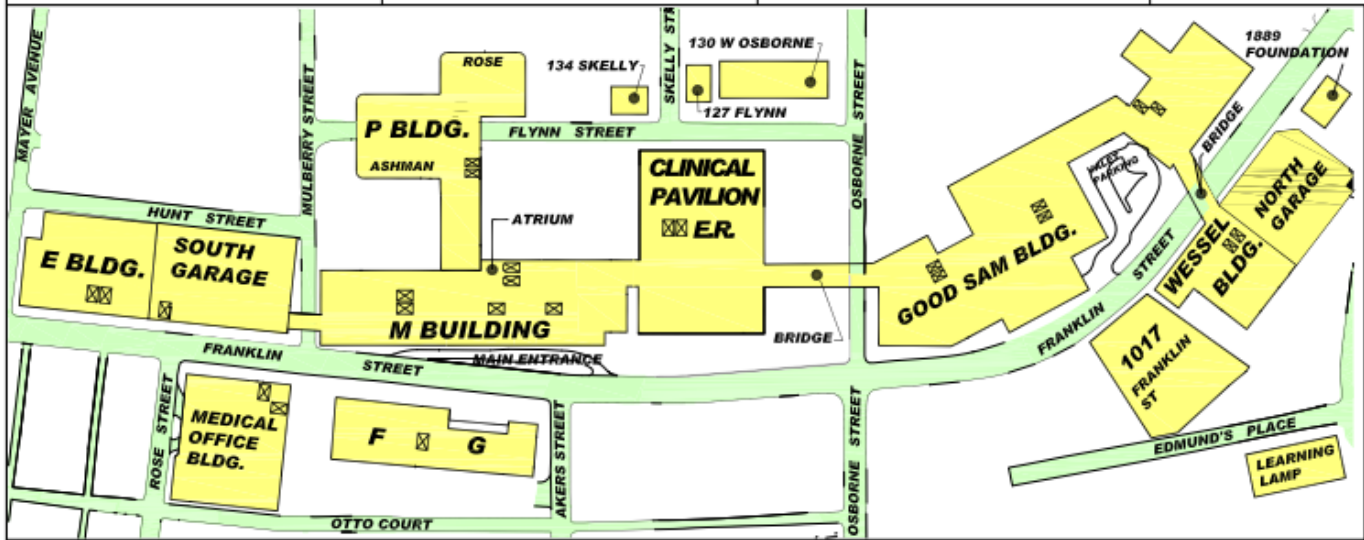 MAYER AVENUE
MULBERRY STREET
ROSE
134 SKELLY
SKELLY
130 W OSBORNE
127 FLYNN
OSBORNE STREET
1889
FOUNDATION
P BLDG.
ASHMAN
FLYNN STREET
CLINICAL
PAVILION
E.R.
BRIDGE
PARKING
NORTH
GARAGE
HUNT STREET
ATRIUM
E BLDG.
SOUTH
GARAGE
GOOD SAM BLDG.
WESSEL
BLDG.
M BUILDING
BRIDGE
FRANKLIN STREET
MAIN ENTRANCE
FRANKLIN STREET
1017
FRANKLIN
ST
ROSE STREET
MEDICAL
OFFICE
BLDG.
F
G
AKERS STREET
OSBORNE STREET
EDMUND'S PLACE
LEARNING
LAMP
OTTO COURT